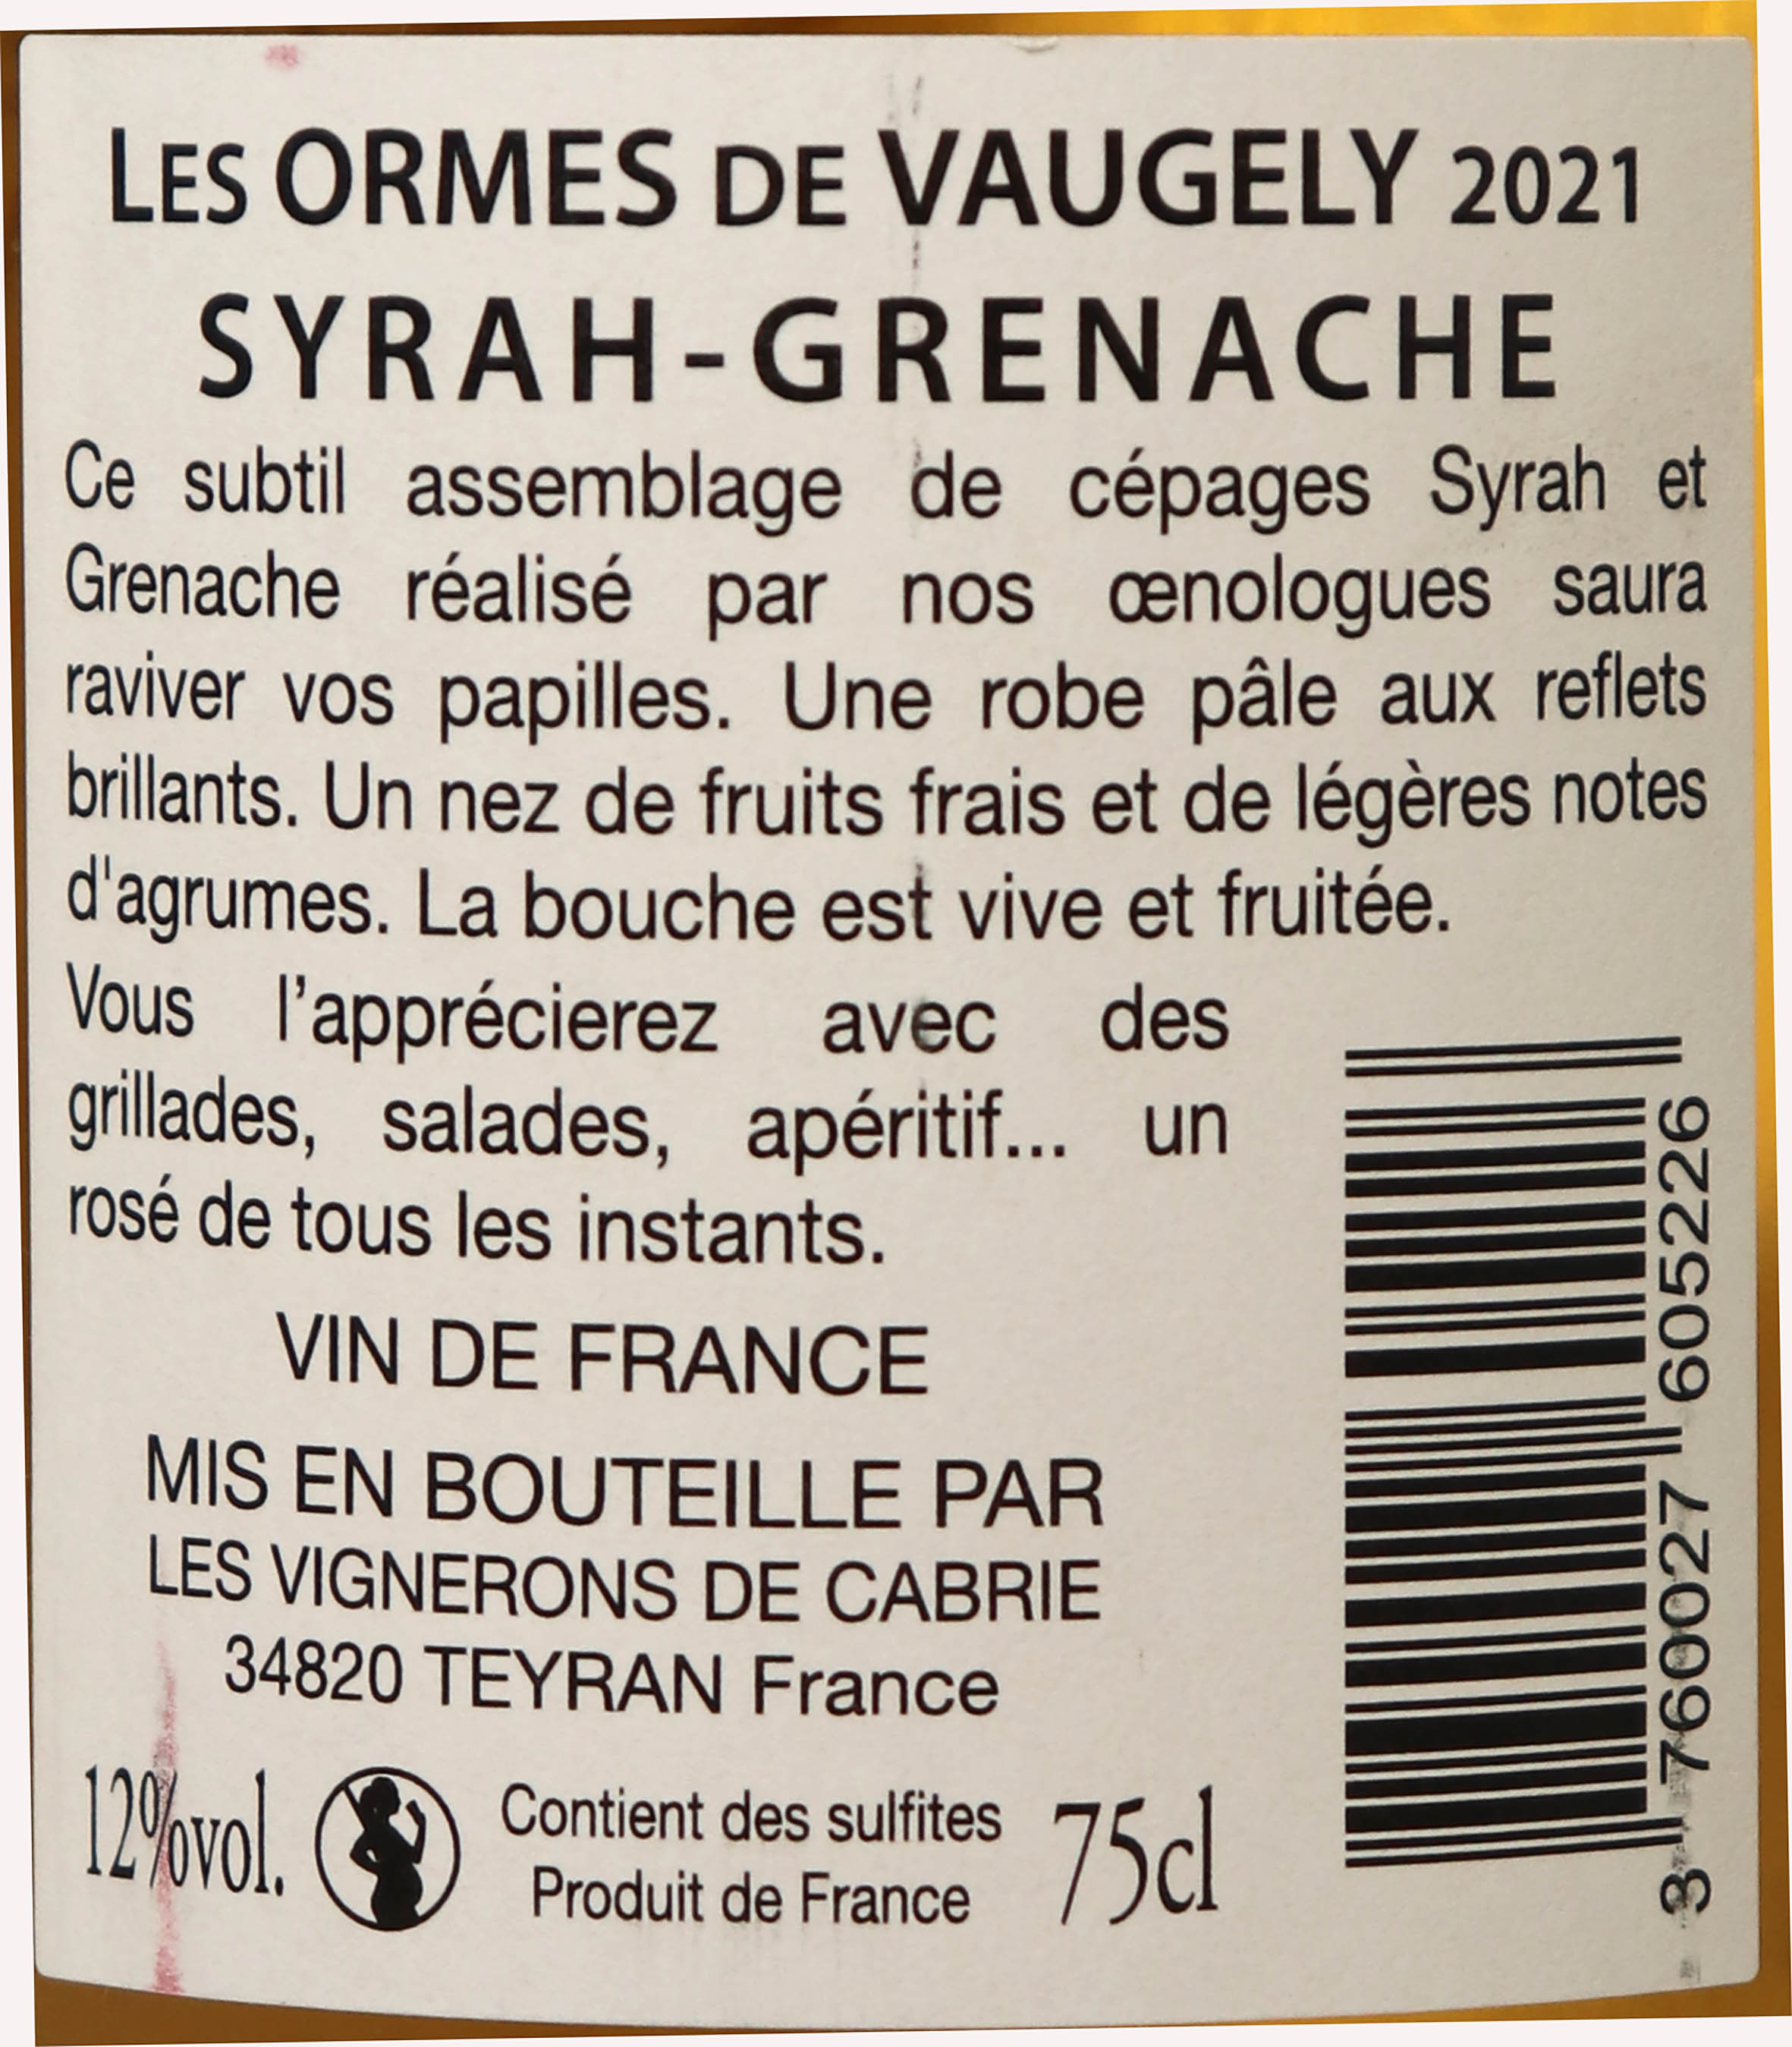 LES ORMES DE VAUGELY 2021
SYRAH-GRENACHE
Ce subtil assemblage de cépages Syrah et
Grenache réalisé par nos œnologues saura
raviver vos papilles. Une robe pâle aux reflets
brillants. Un nez de fruits frais et de légères notes
d'agrumes. La bouche est vive et fruitée.
Vous l’apprécierez avec des
grillades, salades, apéritif... un
rosé de tous les instants.
VIN DE FRANCE
MIS EN BOUTEILLE PAR
LES VIGNERONS DE CABRIE
34820 TEYRAN France
12%vol.
Contient des sulfites
Produit de France
75cl
3 760027 605226